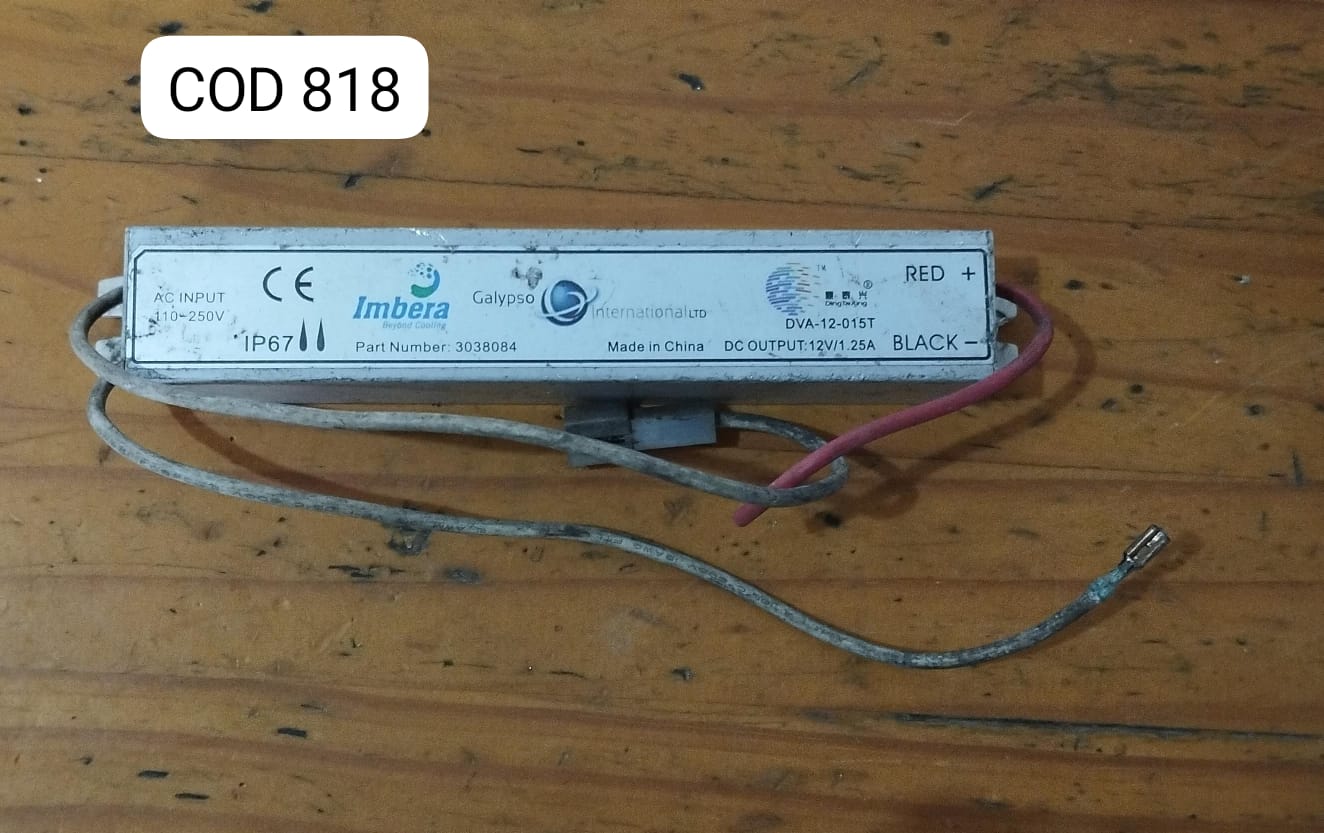 COD 818
AC INPUT
110~250V
CE
IP67
Imbera
Beyond Cooling
Part Number: 3038084
Galypso
International LTD
Made in China
TM
®
DVA-12-015T
DC OUTPUT:12V/1.25A
RED +
BLACK −